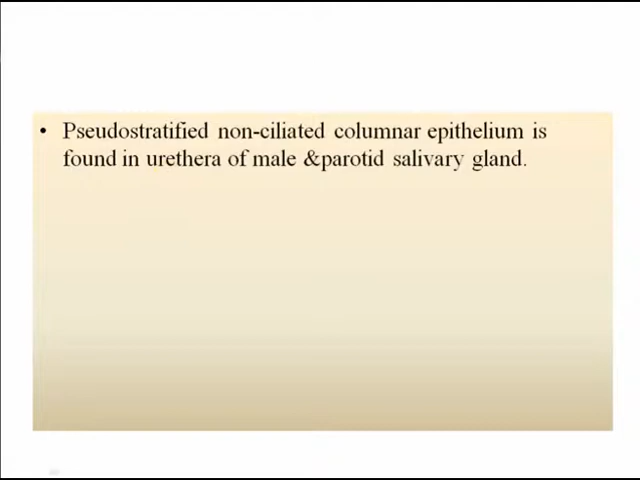 • Pseudostratified non-ciliated columnar epithelium is
found in urethera of male &parotid salivary gland.